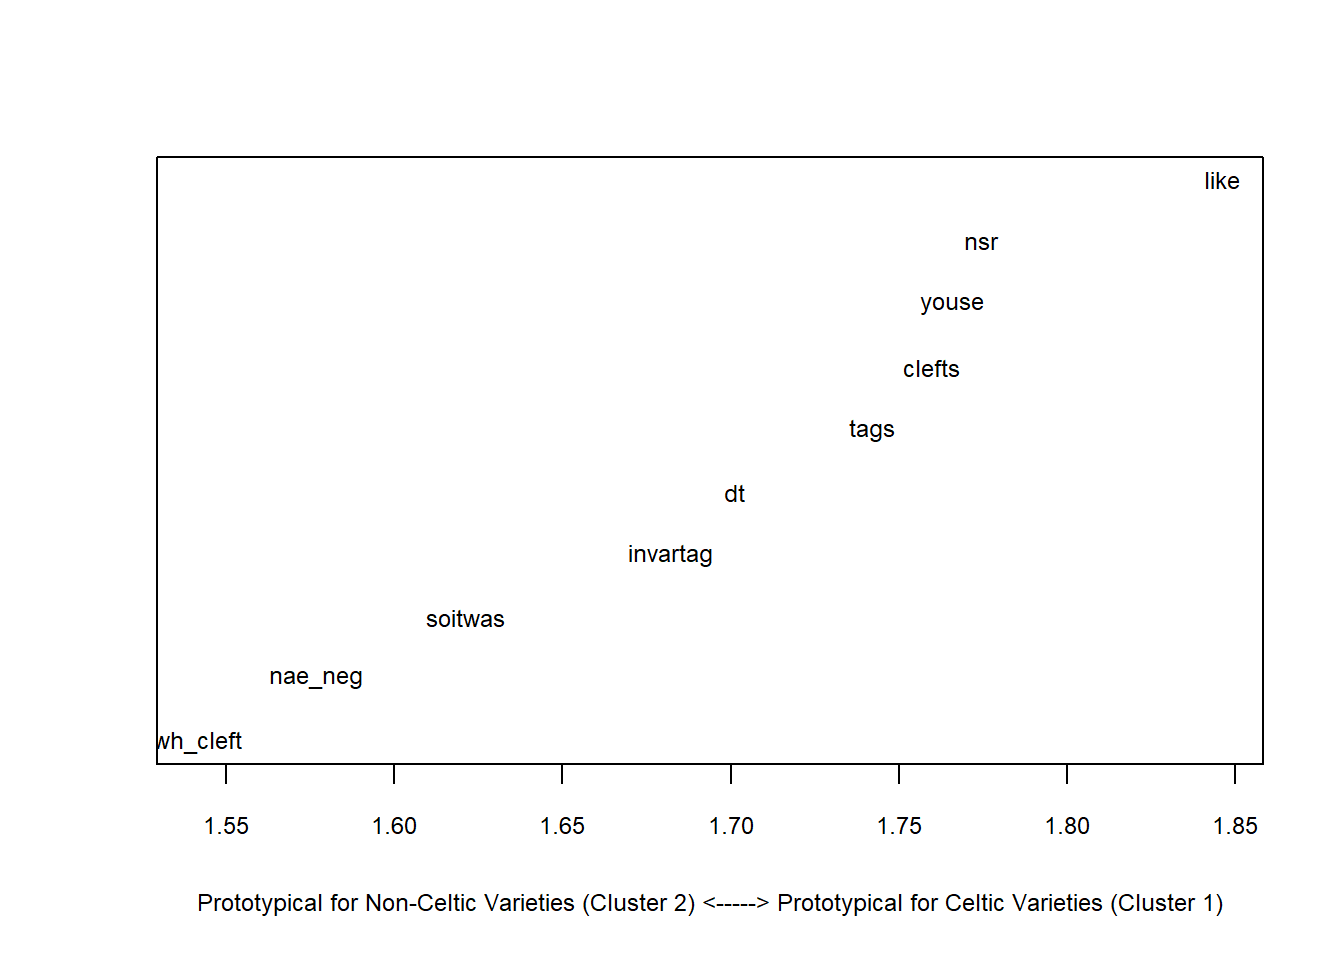 like
nsr
youse
clefts
tags
dt
invartag
soitwas
nae_neg
wh_cleft
1.55 1.60 1.65 1.70 1.75 1.80 1.85
Prototypical for Non-Celtic Varieties (Cluster 2) <-----> Prototypical for Celtic Varieties (Cluster 1)